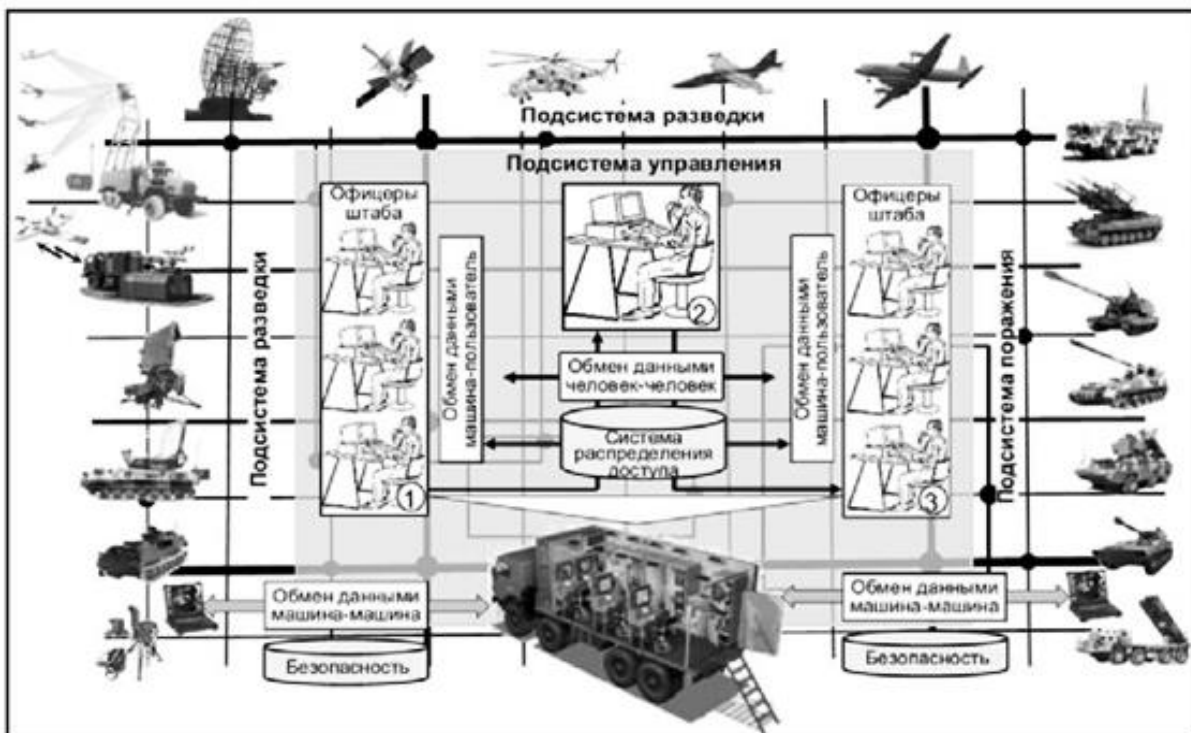 Подсистема разведки
Подсистема управления
Офицеры
штаба
1
Подсистема разведки
Обмен данными
машина-пользователь
2
Обмен данными
человек-человек
Система
распределения
доступа
Обмен данными
машина-пользователь
Офицеры
штаба
3
Подсистема поражения
Обмен данными
машина-машина
Безопасность
Обмен данными
машина-машина
Безопасность